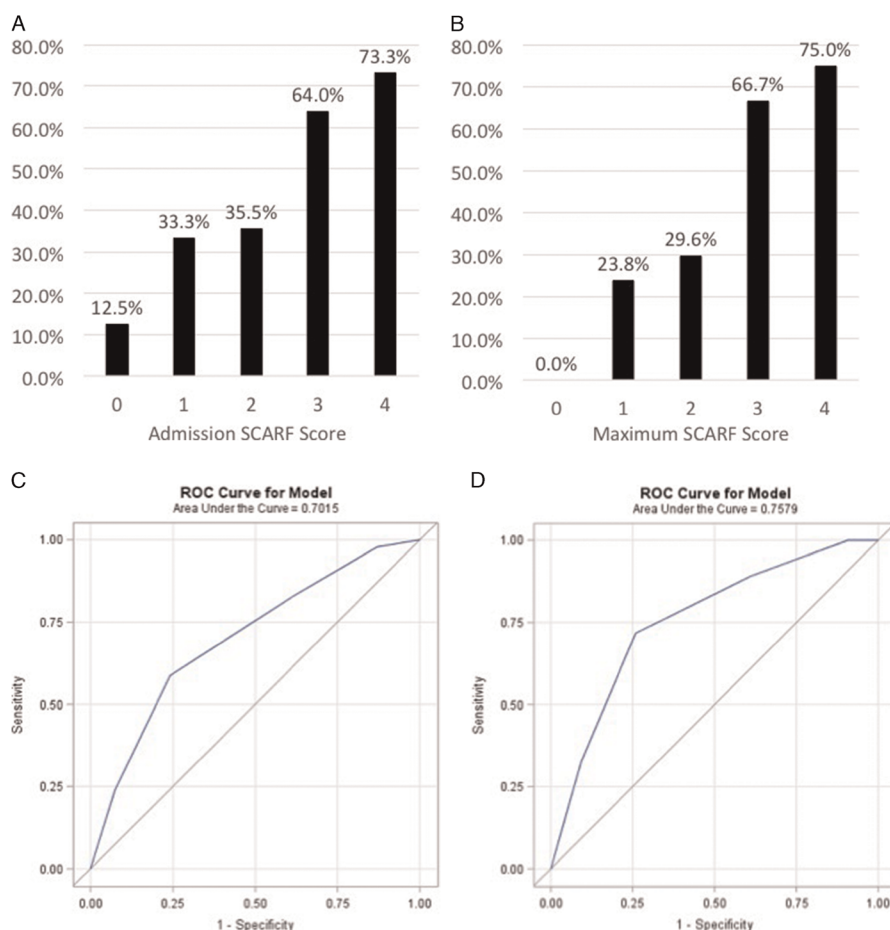 A
80.0%
70.0%
60.0%
50.0%
40.0%
30.0%
20.0%
10.0%
0.0%
12.5%
33.3%
35.5%
64.0%
73.3%
0 1 2 3 4
Admission SCARF Score
B
80.0%
70.0%
60.0%
50.0%
40.0%
30.0%
20.0%
10.0%
0.0%
0.0%
23.8%
29.6%
66.7%
75.0%
0 1 2 3 4
Maximum SCARF Score
C
ROC Curve for Model
Area Under the Curve = 0.7015
Sensitivity
1.00
0.75
0.50
0.25
0.00
0.00 0.25 0.50 0.75 1.00
1 - Specificity
D
ROC Curve for Model
Area Under the Curve = 0.7579
Sensitivity
1.00
0.75
0.50
0.25
0.00
0.00 0.25 0.50 0.75 1.00
1 - Specificity